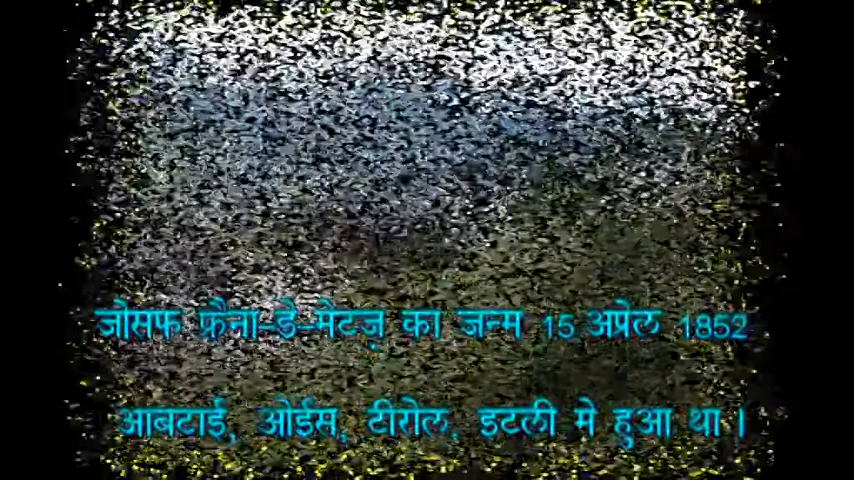 जौसफ फ्रैना-डे-मेटज़ का जन्म 15 अप्रेल 1852
आबटाई, ओईस, टीरोल, इटली मे हुआ था।